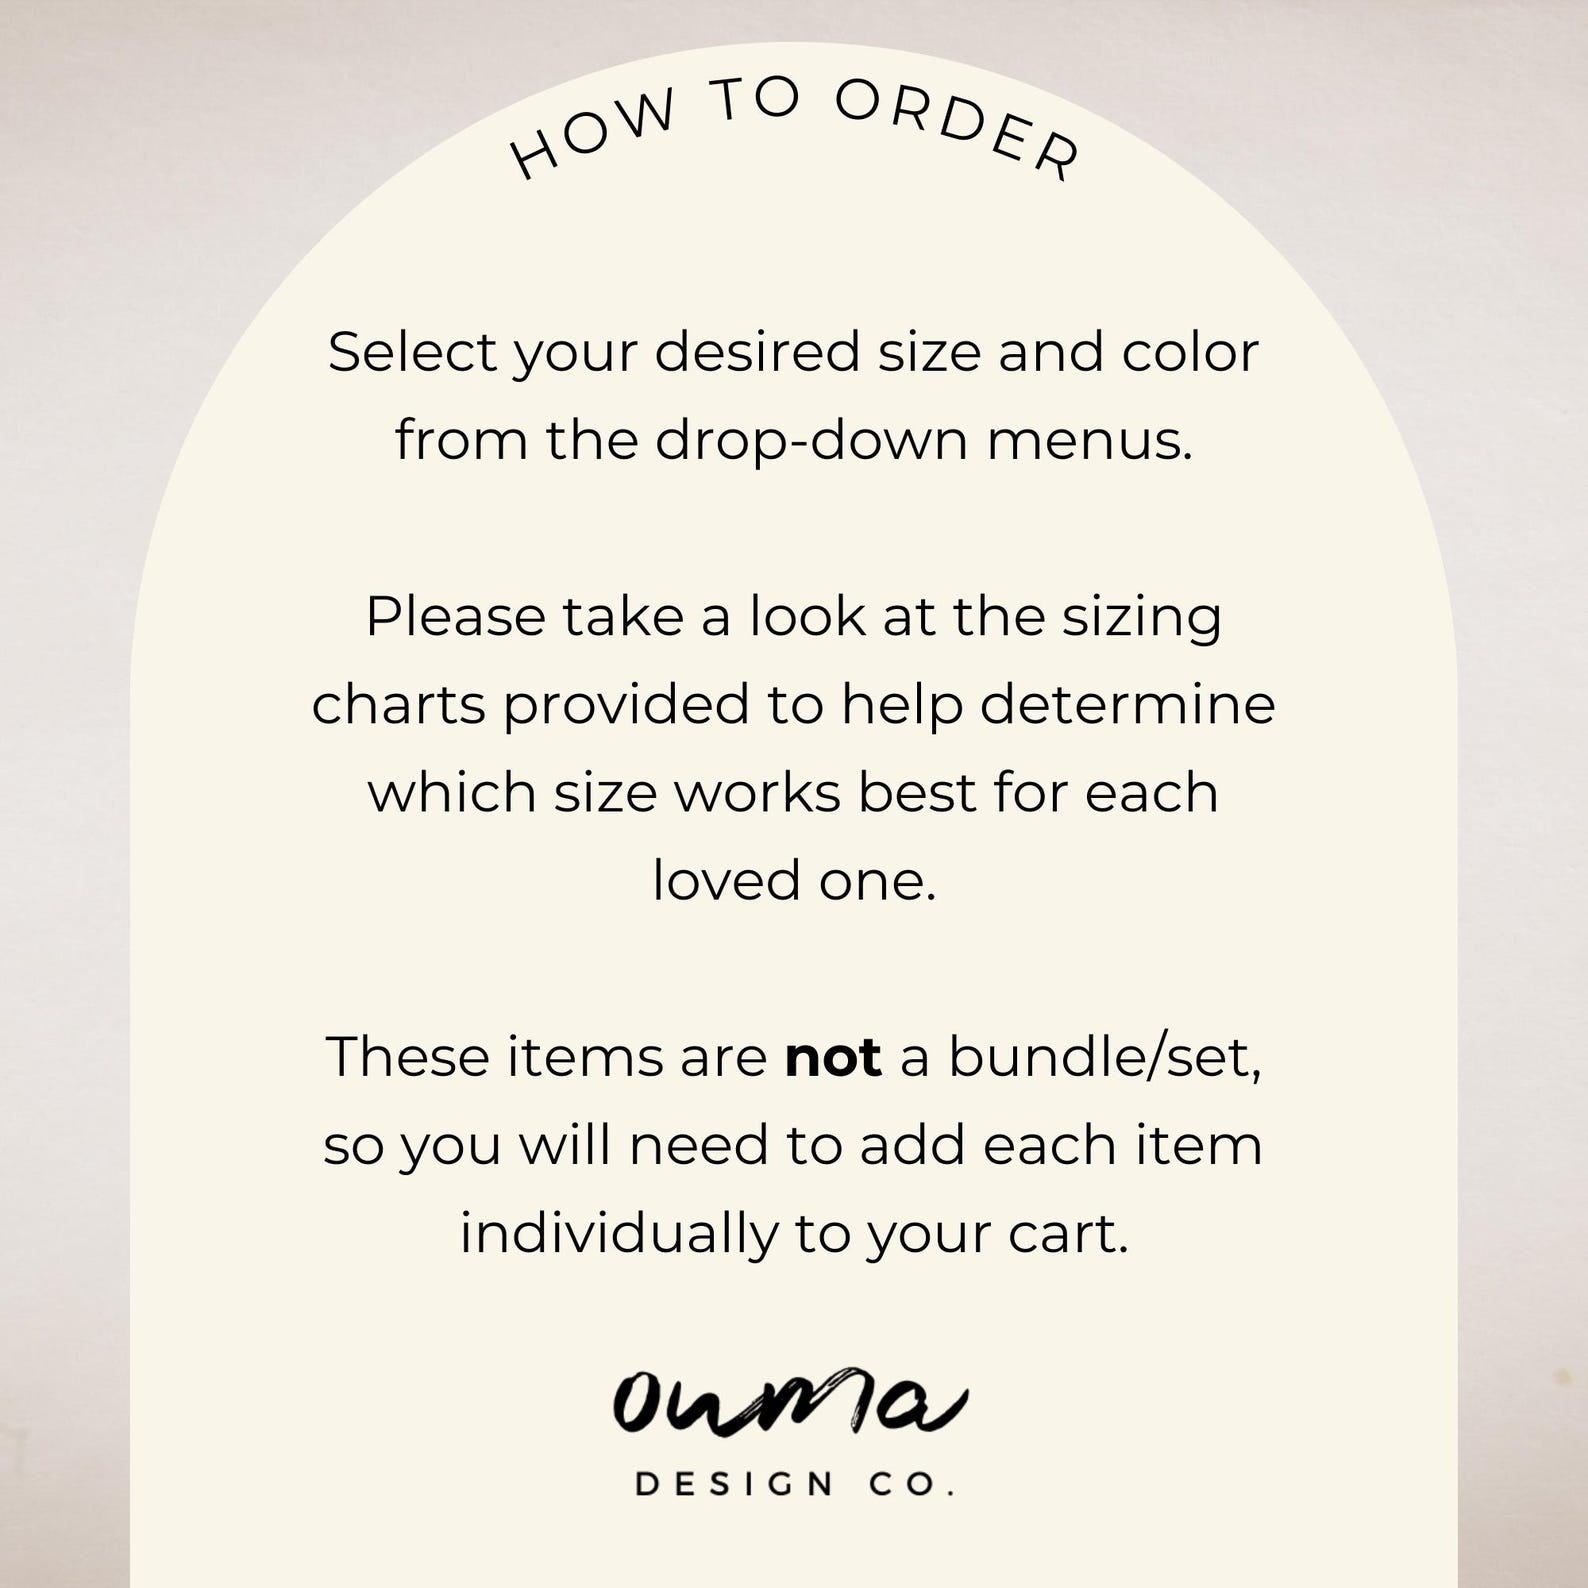 HOW TO ORDER
Select your desired size and color
from the drop-down menus.
Please take a look at the sizing
charts provided to help determine
which size works best for each
loved one.
These items are not a bundle/set,
so you will need to add each item
individually to your cart.
ouma
DESIGN CO.